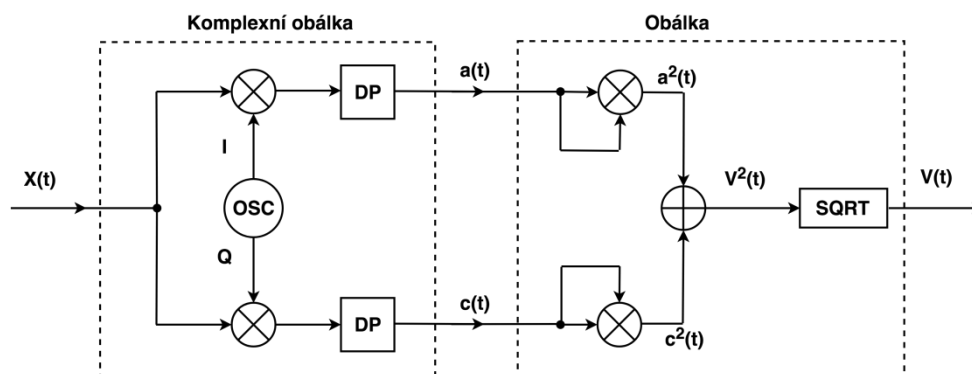 Komplexní obálka
Obálka
a(t)
a²(t)
DP
I
X(t)
OSC
V²(t)
V(t)
SQRT
Q
c(t)
DP
c²(t)